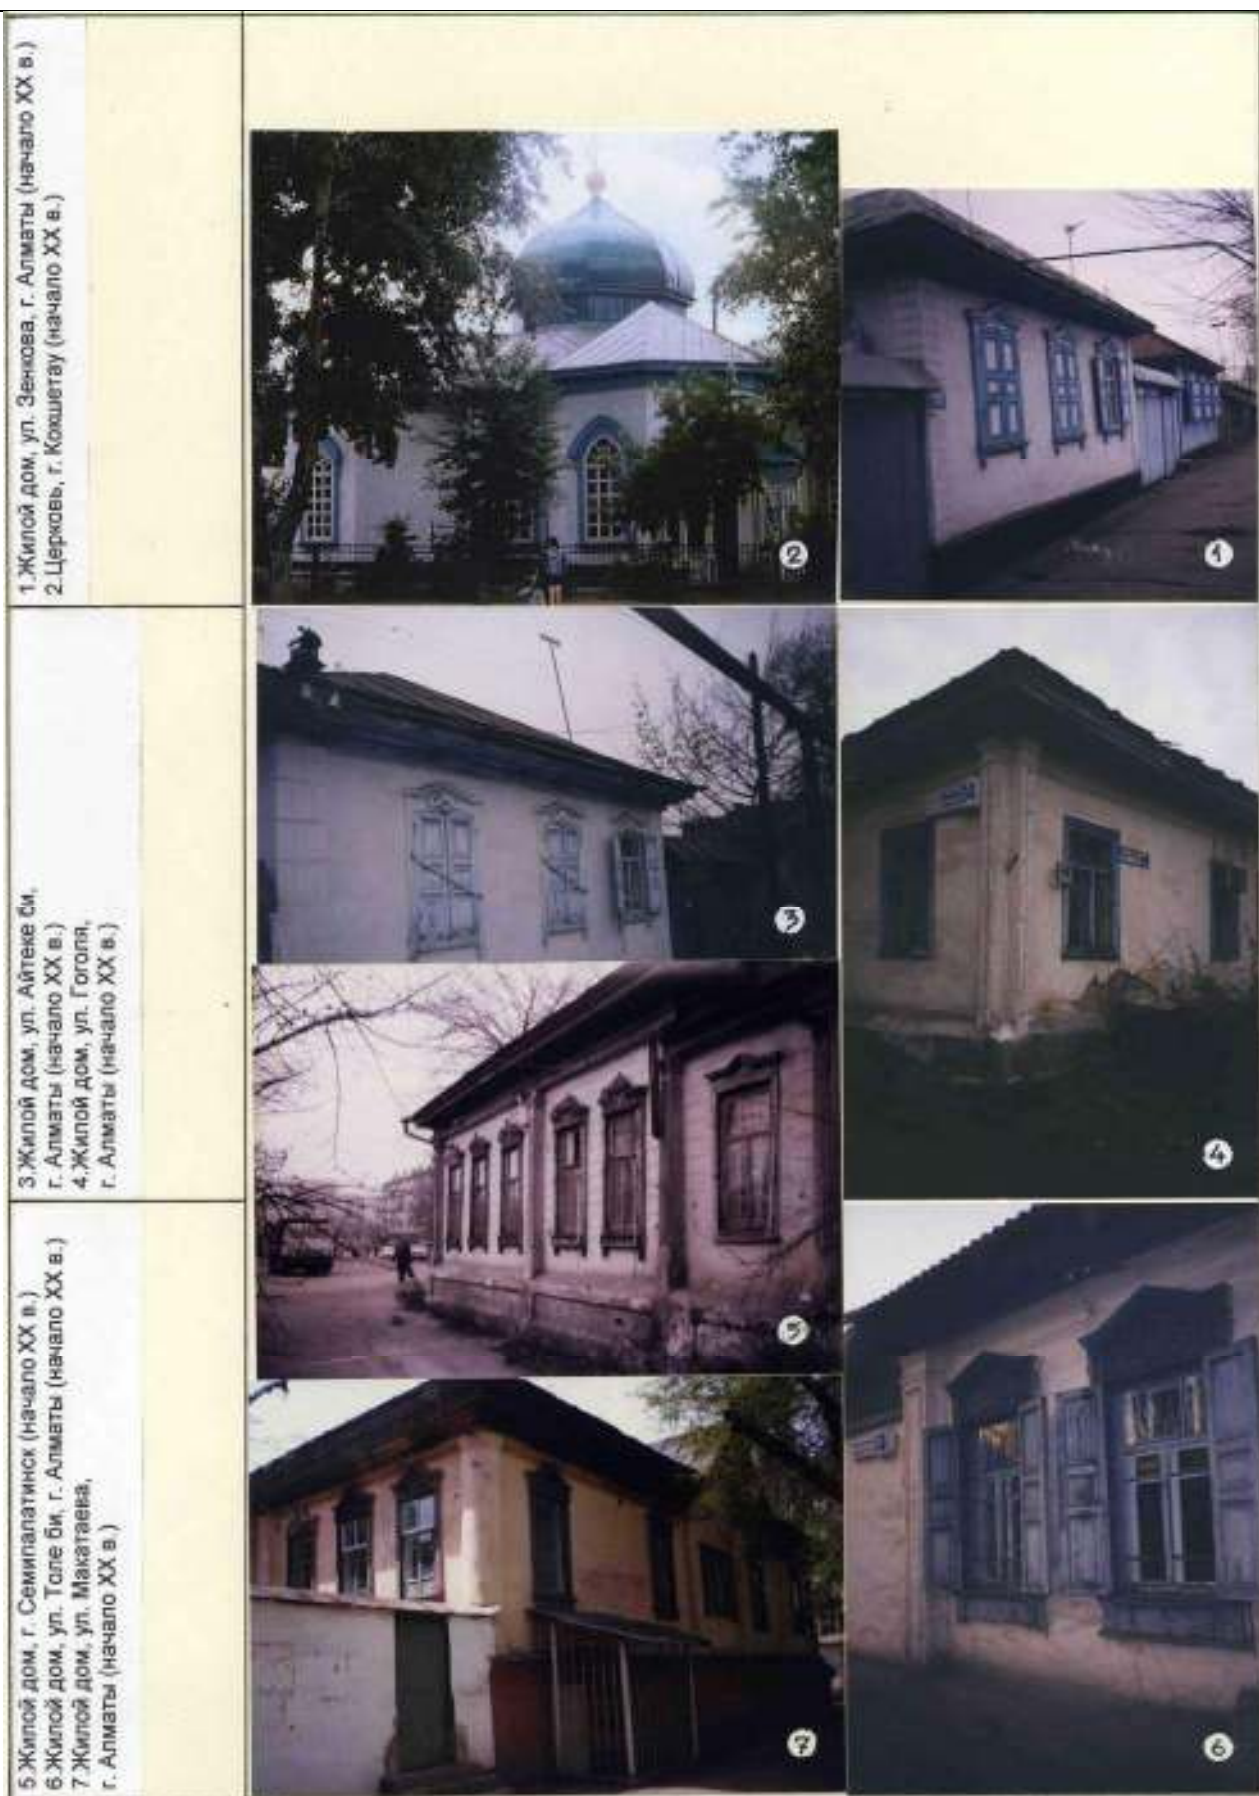 1.Жилой дом, ул. Зенкова, г. Алматы (начало XX в.)
2.Церковь, г. Кокшетау (начало XX в.)
3.Жилой дом, ул. Айтеке би,
г. Алматы (начало XX в.)
4.Жилой дом, ул. Гоголя,
г. Алматы (начало XX в.)
5.Жилой дом, г. Семипалатинск (начало XX в.)
6.Жилой дом, ул. Толе би, г. Алматы (начало XX в.)
7.Жилой дом, ул. Макатаева,
г. Алматы (начало XX в.)
2
1
3
4
5
7
6